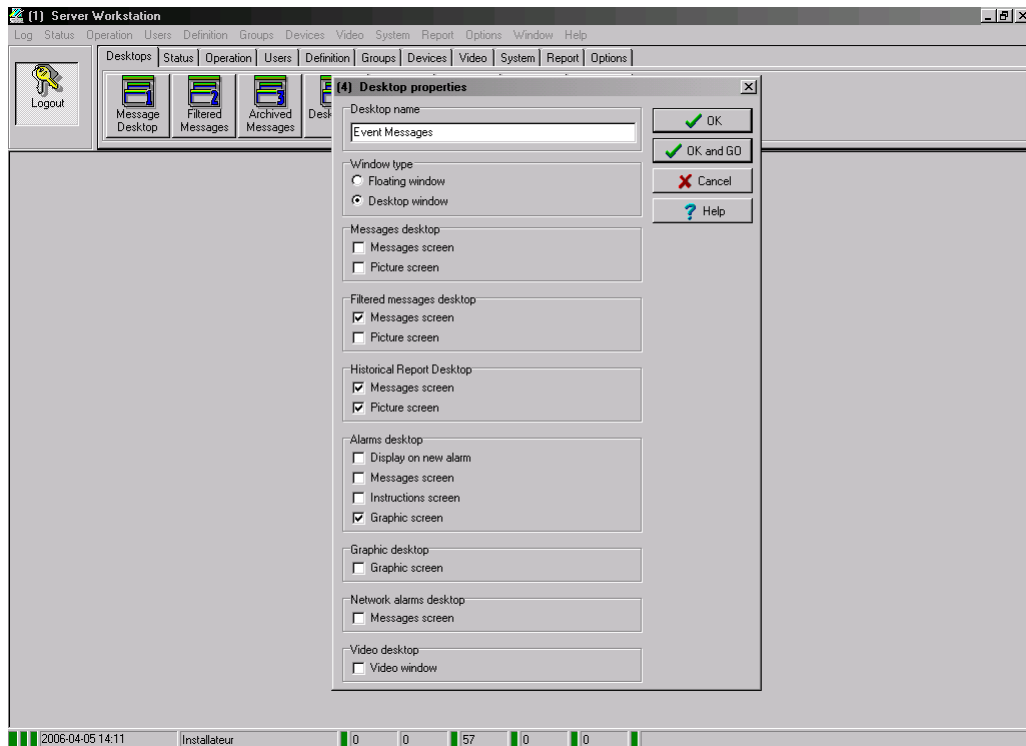 (1) Server Workstation
Log Status Operation Users Definition Groups Devices Video System Report Options Window Help
Logout
Desktops Status Operation Users Definition Groups Devices Video System Report Options
1
Message
Desktop
2
Filtered
Messages
3
Archived
Messages
Desk
(4) Desktop properties
Desktop name
Event Messages
OK
OK and GO
Cancel
Help
Window type
Floating window
Desktop window
Messages desktop
Messages screen
Picture screen
Filtered messages desktop
Messages screen
Picture screen
Historical Report Desktop
Messages screen
Picture screen
Alarms desktop
Display on new alarm
Messages screen
Instructions screen
Graphic screen
Graphic desktop
Graphic screen
Network alarms desktop
Messages screen
Video desktop
Video window
2006-04-05 14:11 Installateur 0 0 57 0 0